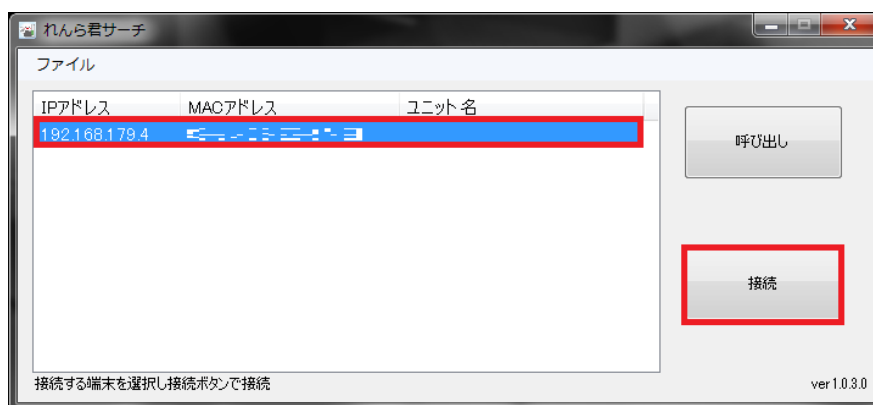 れんら君サーチ
ファイル
IPアドレス MACアドレス ユニット名
192.168.179.4
呼び出し
接続
接続する端末を選択し接続ボタンで接続
ver 1.0.3.0